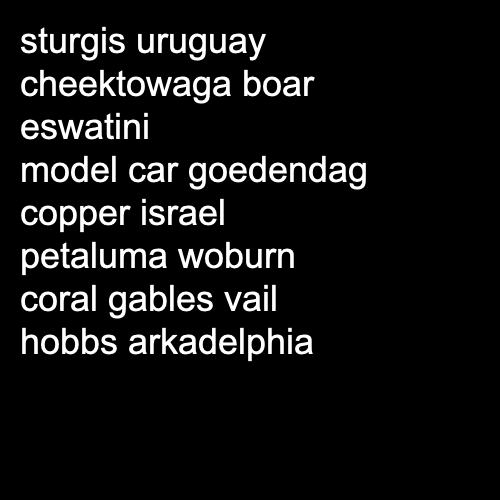 sturgis uruguay
cheektowaga boar
eswatini
model car goedendag
copper israel
petaluma woburn
coral gables vail
hobbs arkadelphia